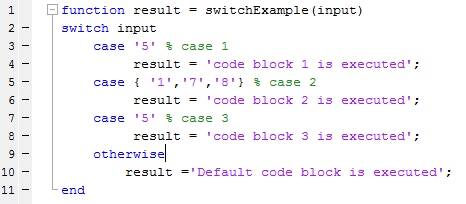 1 function result = switchExample(input)
2 - switch input
3 - case '5' % case 1
4 - result = 'code block 1 is executed';
5 - case { '1','7','8'} % case 2
6 - result = 'code block 2 is executed';
7 - case '5' % case 3
8 - result = 'code block 3 is executed';
9 - otherwise
10 - result ='Default code block is executed';
11 - end